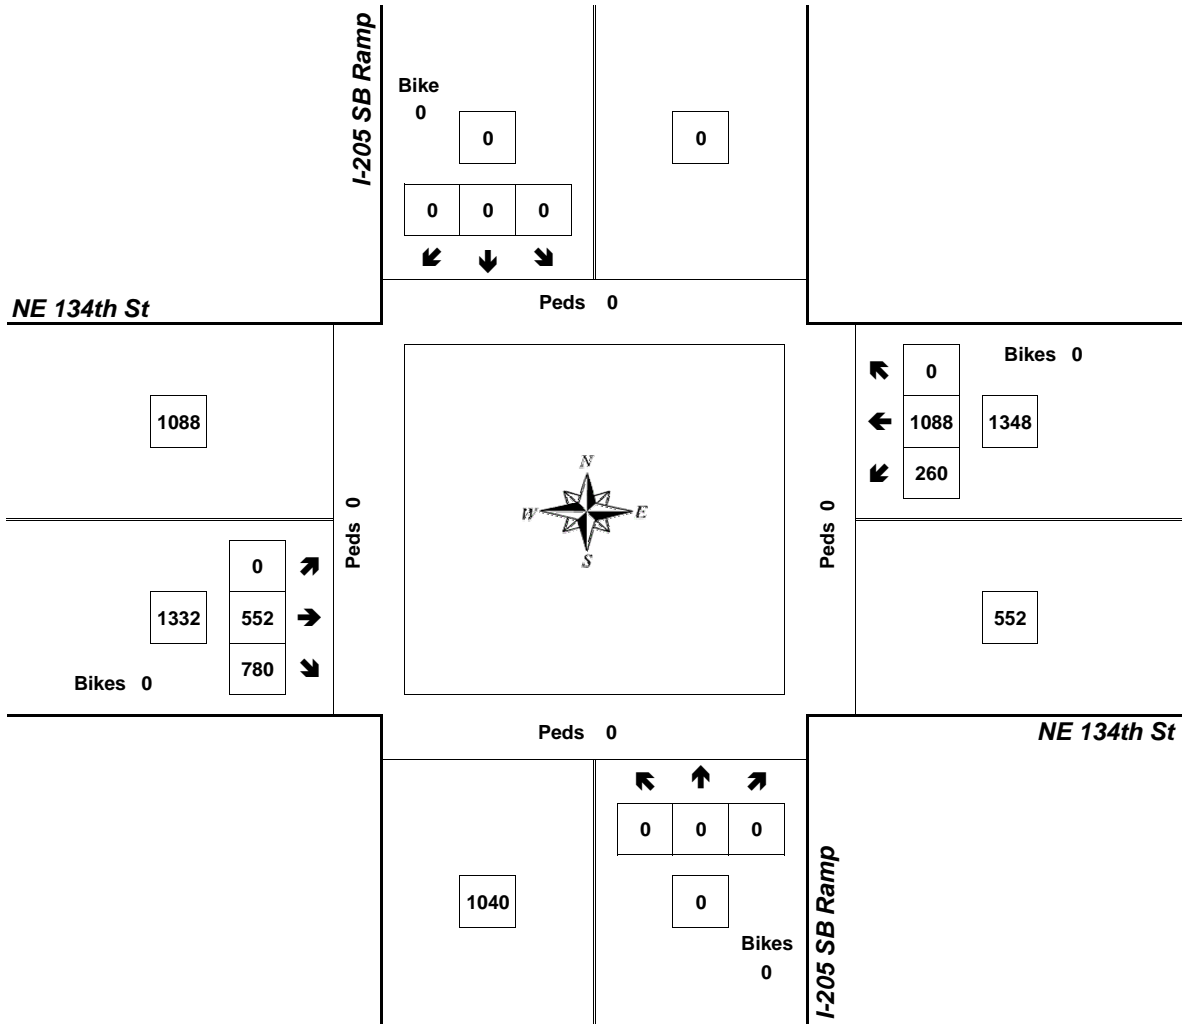 I-205 SB Ramp
Bike
0
0
0
0 0 0
Peds 0
NE 134th St
1088
Bikes 0
0
1088 1348
260
N
W E
S
Peds 0
Peds 0
0
1332 552
780
Bikes 0
552
Peds 0
NE 134th St
0 0 0
1040
0
Bikes
0
I-205 SB Ramp